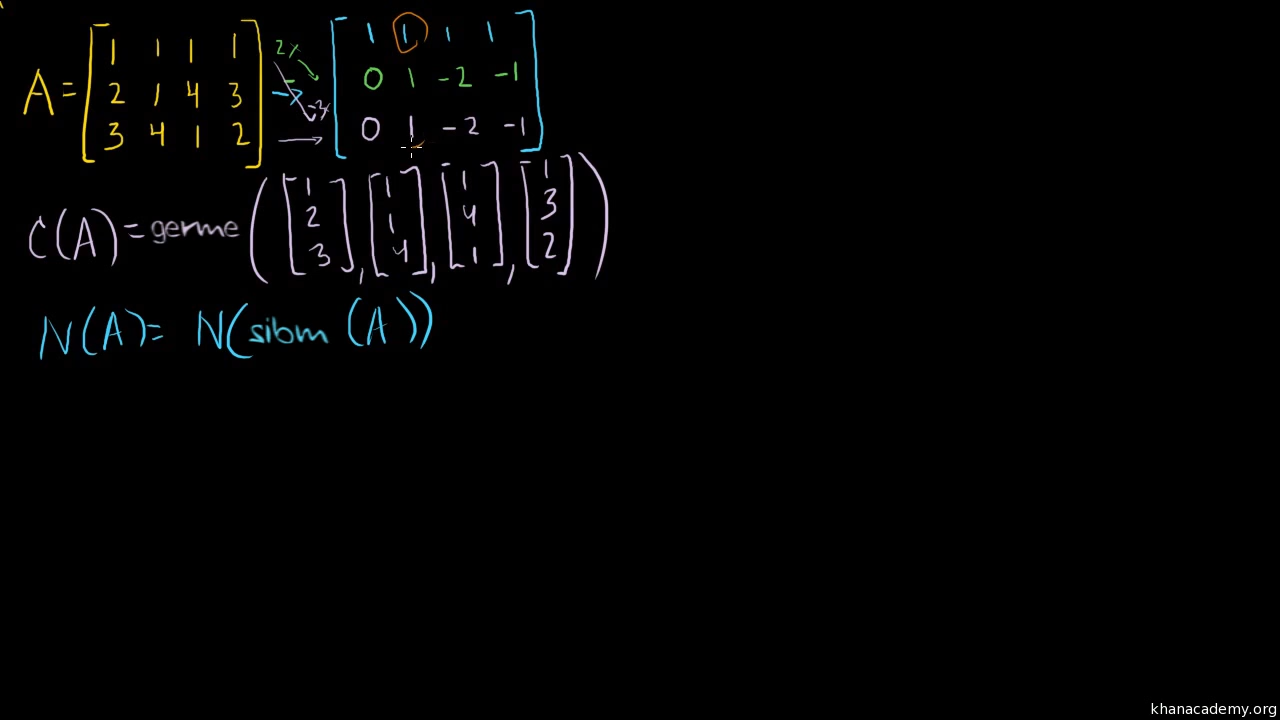 A = [ 1 1 1 1 2x [ 1 1 1 1
2 1 4 3 → 0 1 -2 -1
3 4 1 2 ] -3x → 0 1 -2 -1 ]
C(A) = germe ( [ 1 2 3 ], [ 1 1 4 ], [ 1 4 1 ], [ 1 3 2 ] )
N(A) = N(sibm (A))
khanacademy.org